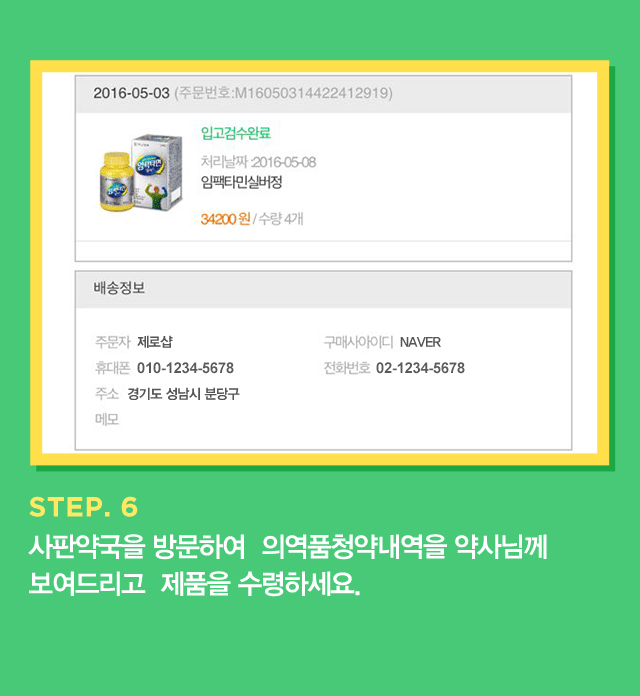 2016-05-03 (주문번호:M16050314422412919)
입고검수완료
처리날짜 :2016-05-08
임팩타민실버정
34200 원 / 수량 4개
임팩타민
배송정보
주문자 제로샵 구매사아이디 NAVER
휴대폰 010-1234-5678 전화번호 02-1234-5678
주소 경기도 성남시 분당구
메모
STEP. 6
사판약국을 방문하여 의역품청약내역을 약사님께
보여드리고 제품을 수령하세요.